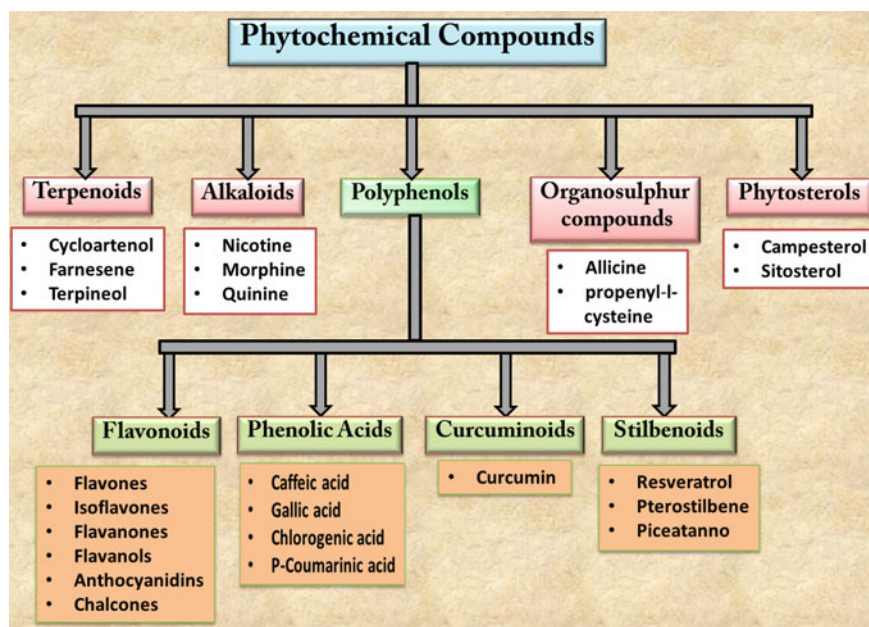 Phytochemical Compounds
Terpenoids
• Cycloartenol
• Farnesene
• Terpineol
Alkaloids
• Nicotine
• Morphine
• Quinine
Polyphenols
Organosulphur
compounds
• Allicine
• propenyl-l-
cysteine
Phytosterols
• Campesterol
• Sitosterol
Flavonoids
• Flavones
• Isoflavones
• Flavanones
• Flavanols
• Anthocyanidins
• Chalcones
Phenolic Acids
• Caffeic acid
• Gallic acid
• Chlorogenic acid
• P-Coumarinic acid
Curcuminoids
• Curcumin
Stilbenoids
• Resveratrol
• Pterostilbene
• Piceatanno